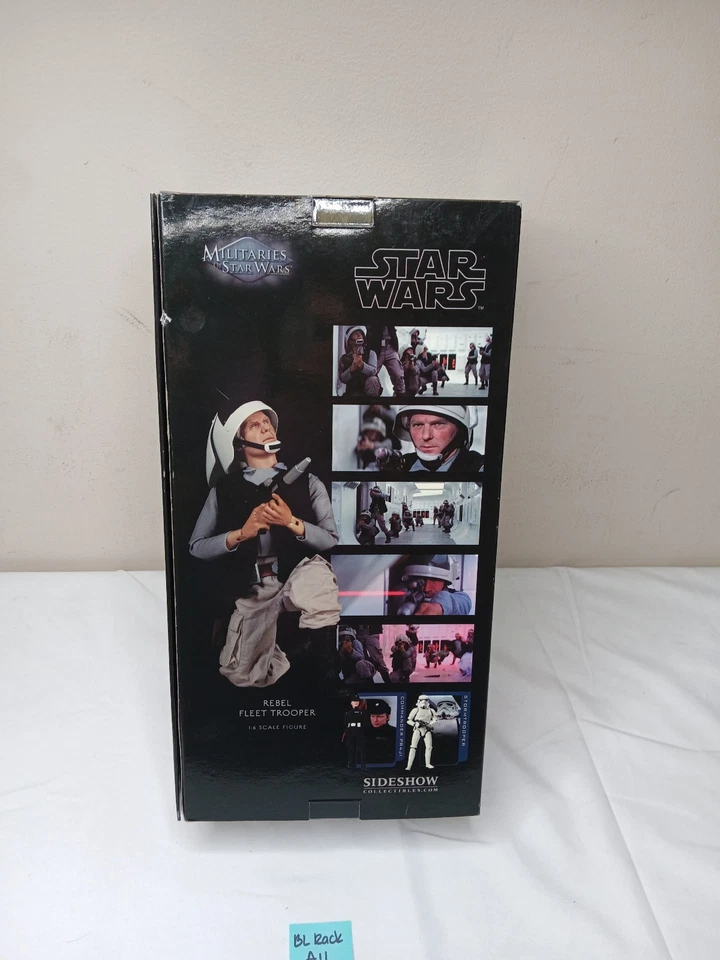 MILITARIES
OF STAR WARS
STAR
WARS™
REBEL
FLEET TROOPER
1:6 SCALE FIGURE
COMMANDER PRAJI
STORMTROOPER
SIDESHOW
COLLECTIBLES.COM
BL Rack